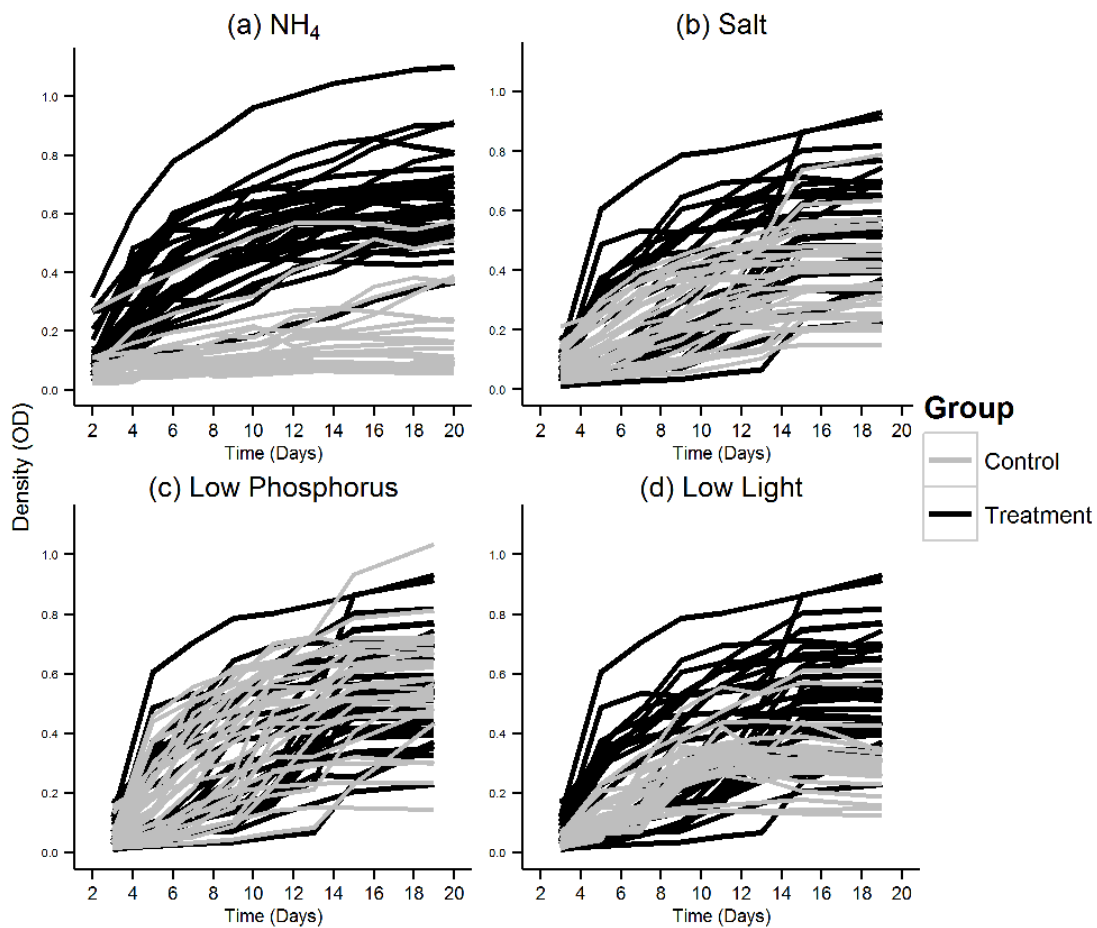 (a) NH₄
(b) Salt
1.0
0.8
0.6
0.4
0.2
0.0
2 4 6 8 10 12 14 16 18 20
Time (Days)
1.0
0.8
0.6
0.4
0.2
0.0
2 4 6 8 10 12 14 16 18 20
Time (Days)
Density (OD)
(c) Low Phosphorus
(d) Low Light
1.0
0.8
0.6
0.4
0.2
0.0
2 4 6 8 10 12 14 16 18 20
Time (Days)
1.0
0.8
0.6
0.4
0.2
0.0
2 4 6 8 10 12 14 16 18 20
Time (Days)
Group
Control
Treatment